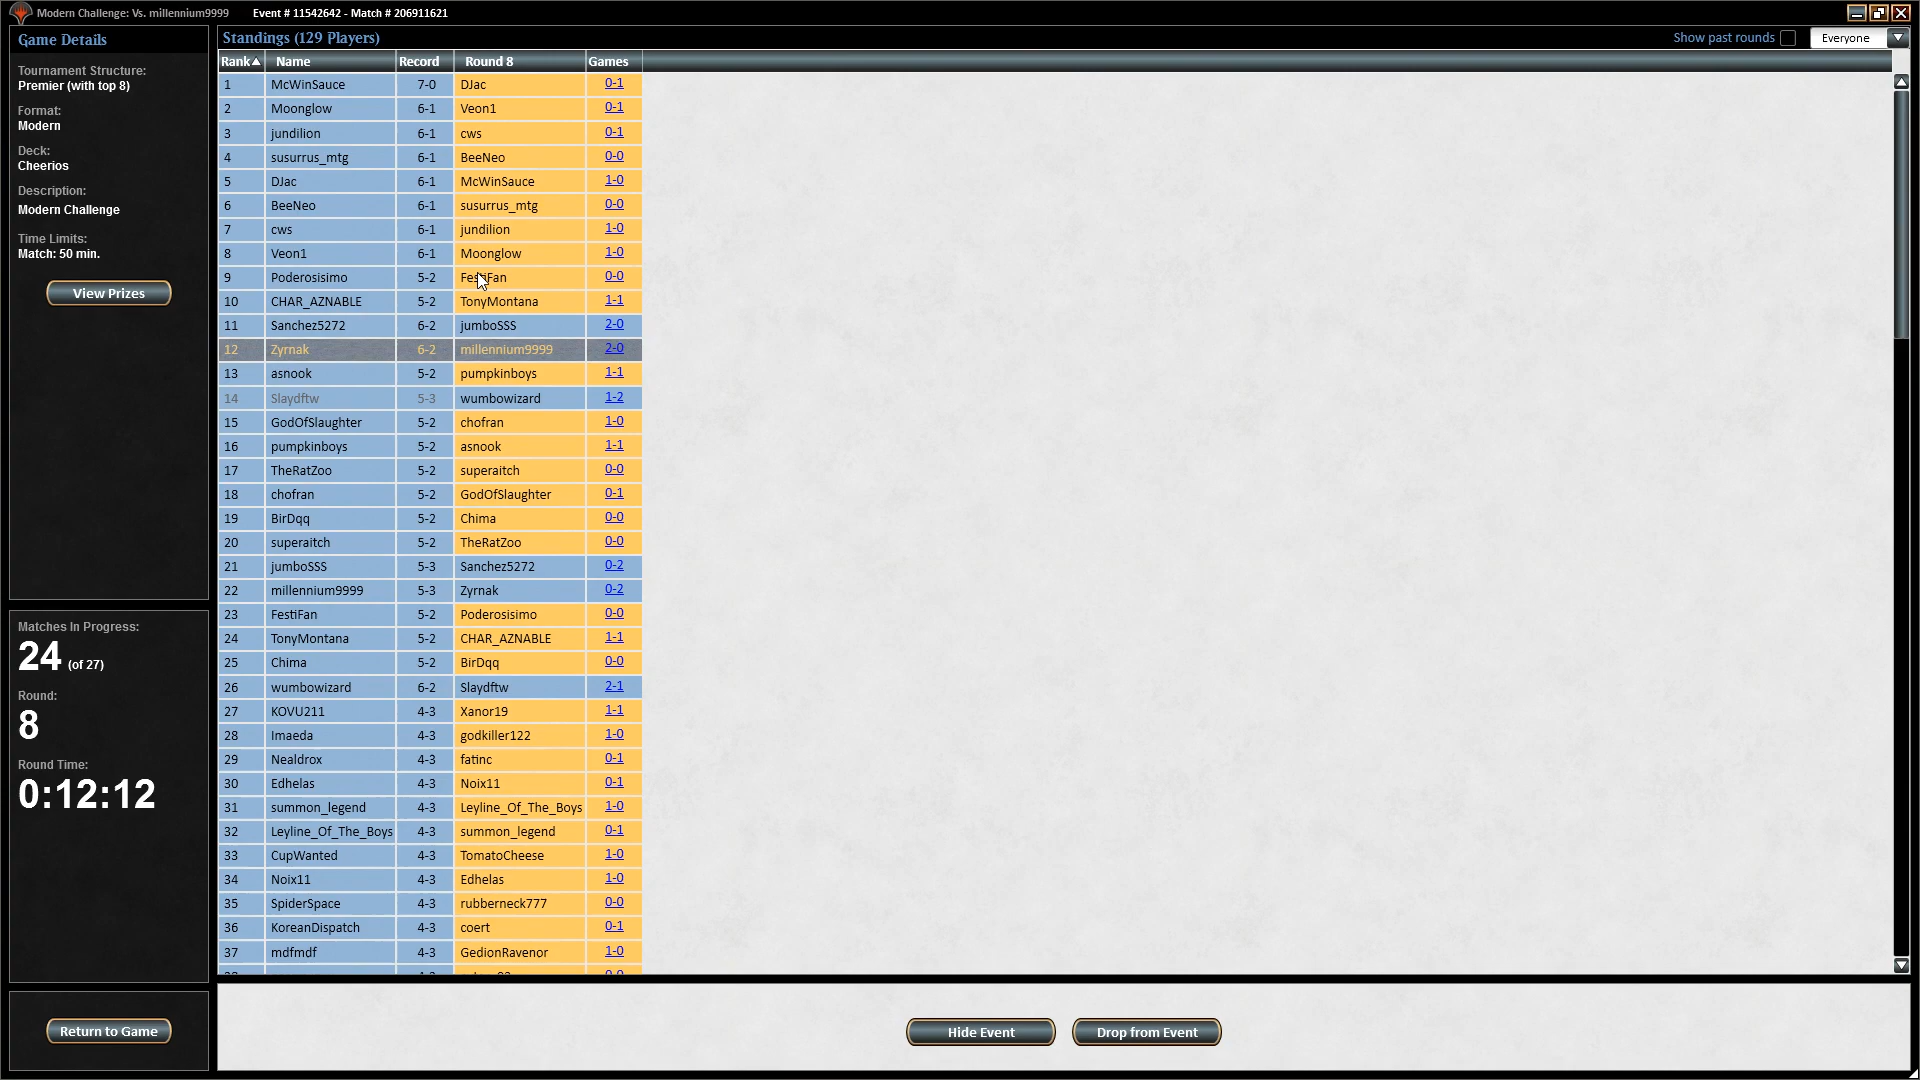 Modern Challenge: Vs. millennium9999 Event # 11542642 - Match # 206911621
Game Details
Tournament Structure:
Premier (with top 8)
Format:
Modern
Deck:
Cheerios
Description:
Modern Challenge
Time Limits:
Match: 50 min.
View Prizes
Matches In Progress:
24 (of 27)
Round:
8
Round Time:
0:12:12
Return to Game
Standings (129 Players) Show past rounds Everyone
Rank Name Record Round 8 Games
1 McWinSauce 7-0 DJac 0-1
2 Moonglow 6-1 Veon1 0-1
3 jundilion 6-1 cws 0-1
4 susurrus_mtg 6-1 BeeNeo 0-0
5 DJac 6-1 McWinSauce 1-0
6 BeeNeo 6-1 susurrus_mtg 0-0
7 cws 6-1 jundilion 1-0
8 Veon1 6-1 Moonglow 1-0
9 Poderosisimo 5-2 FestiFan 0-0
10 CHAR_AZNABLE 5-2 TonyMontana 1-1
11 Sanchez5272 6-2 jumboSSS 2-0
12 Zyrnak 6-2 millennium9999 2-0
13 asnook 5-2 pumpkinboys 1-1
14 Slaydftw 5-3 wumbowizard 1-2
15 GodOfSlaughter 5-2 chofran 1-0
16 pumpkinboys 5-2 asnook 1-1
17 TheRatZoo 5-2 superaitch 0-0
18 chofran 5-2 GodOfSlaughter 0-1
19 BirDqq 5-2 Chima 0-0
20 superaitch 5-2 TheRatZoo 0-0
21 jumboSSS 5-3 Sanchez5272 0-2
22 millennium9999 5-3 Zyrnak 0-2
23 FestiFan 5-2 Poderosisimo 0-0
24 TonyMontana 5-2 CHAR_AZNABLE 1-1
25 Chima 5-2 BirDqq 0-0
26 wumbowizard 6-2 Slaydftw 2-1
27 KOVU211 4-3 Xanor19 1-1
28 Imaeda 4-3 godkiller122 1-0
29 Nealdrox 4-3 fatinc 0-1
30 Edhelas 4-3 Noix11 0-1
31 summon_legend 4-3 Leyline_Of_The_Boys 1-0
32 Leyline_Of_The_Boys 4-3 summon_legend 0-1
33 CupWanted 4-3 TomatoCheese 1-0
34 Noix11 4-3 Edhelas 1-0
35 SpiderSpace 4-3 rubberneck777 0-0
36 KoreanDispatch 4-3 coert 0-1
37 mdfmdf 4-3 GedionRavenor 1-0
Hide Event Drop from Event